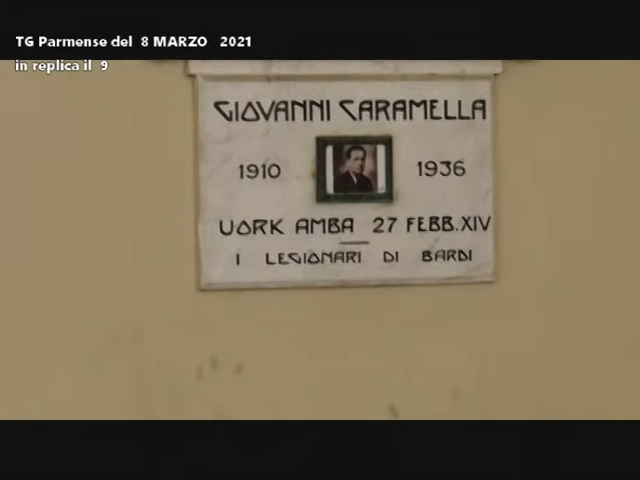 TG Parmense del 8 MARZO 2021
in replica il 9
GIOVANNI CARAMELLA
1910 1936
UORK AMBA 27 FEBB. XIV
I LEGIONARI DI BARDI